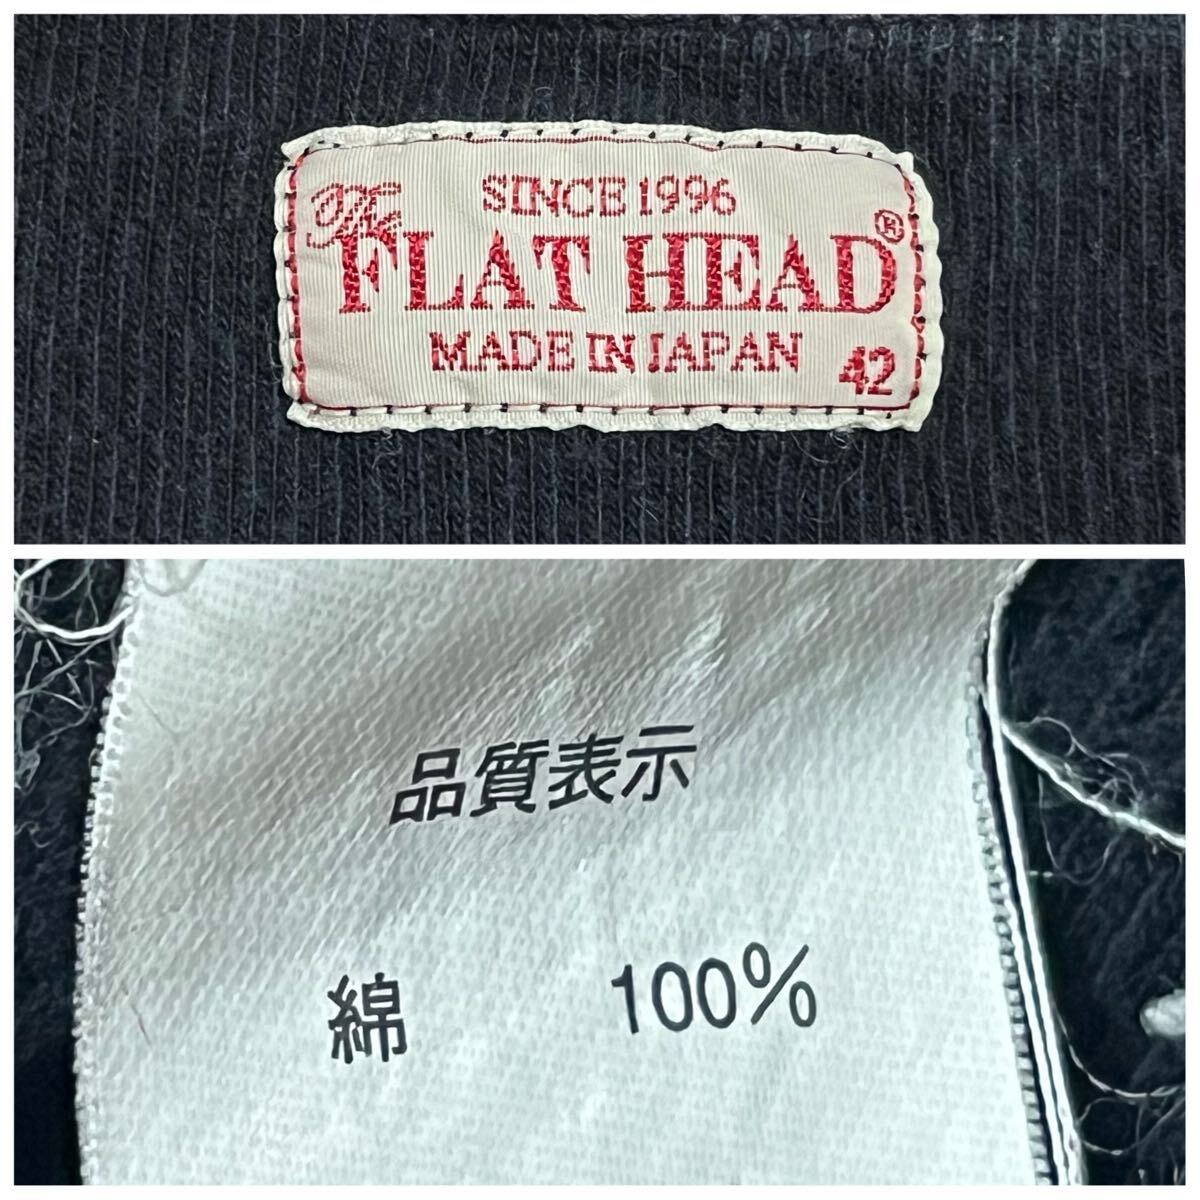 SINCE 1996
The
FLAT HEAD®
MADE IN JAPAN 42
品質表示
綿 100%